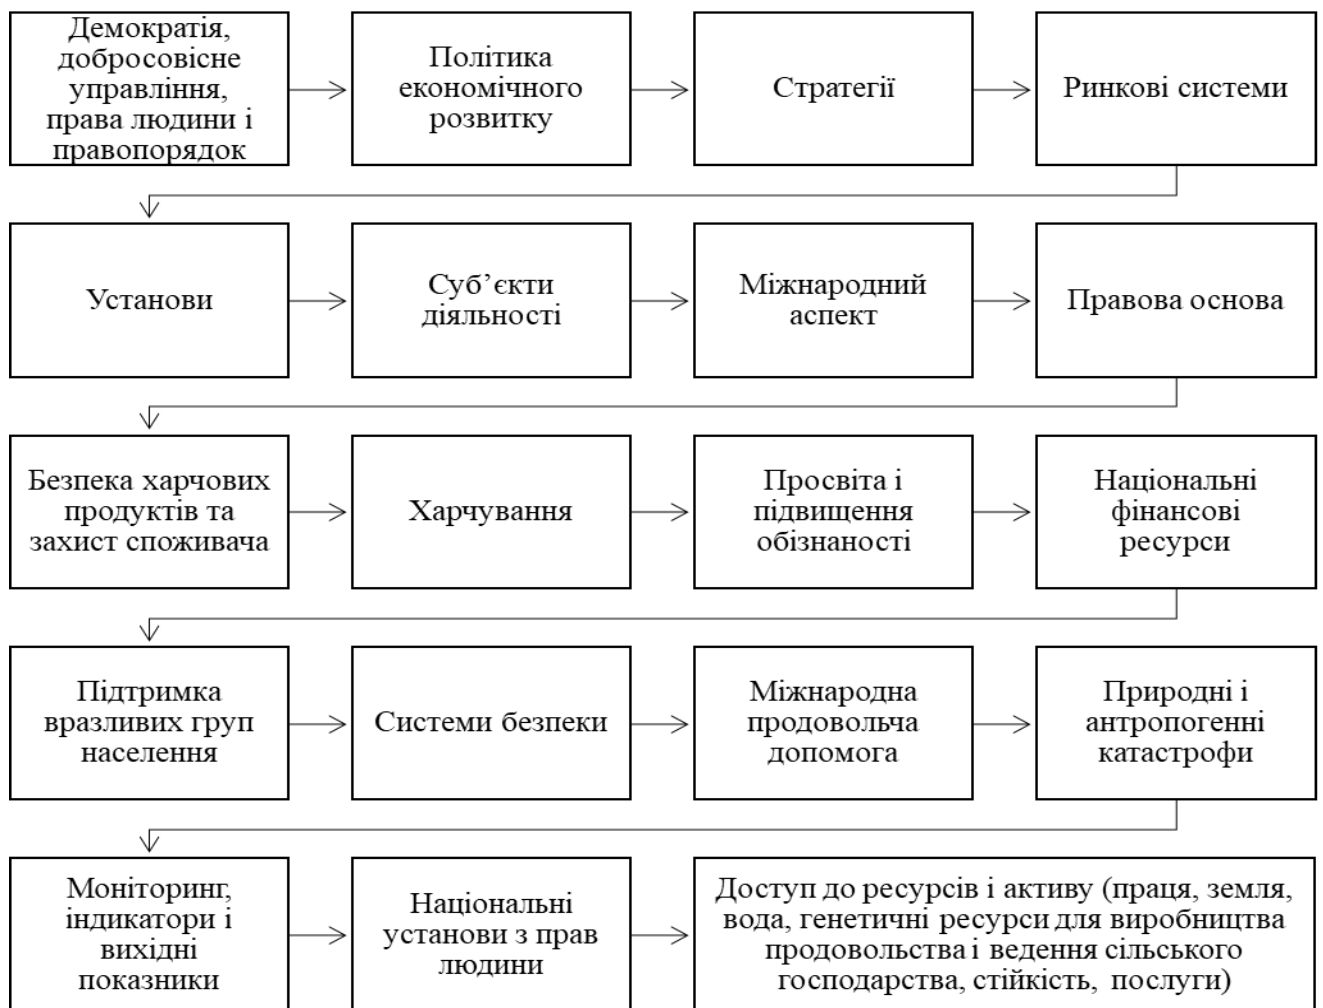 Демократія,
добросовісне
управління,
права людини і
правопорядок
Політика
економічного
розвитку
Стратегії
Ринкові системи
Установи
Суб’єкти
діяльності
Міжнародний
аспект
Правова основа
Безпека харчових
продуктів та
захист споживача
Харчування
Просвіта і
підвищення
обізнаності
Національні
фінансові
ресурси
Підтримка
вразливих груп
населення
Системи безпеки
Міжнародна
продовольча
допомога
Природні і
антропогенні
катастрофи
Моніторинг,
індикатори і
вихідні
показники
Національні
установи з прав
людини
Доступ до ресурсів і активу (праця, земля,
вода, генетичні ресурси для виробництва
продовольства і ведення сільського
господарства, стійкість, послуги)